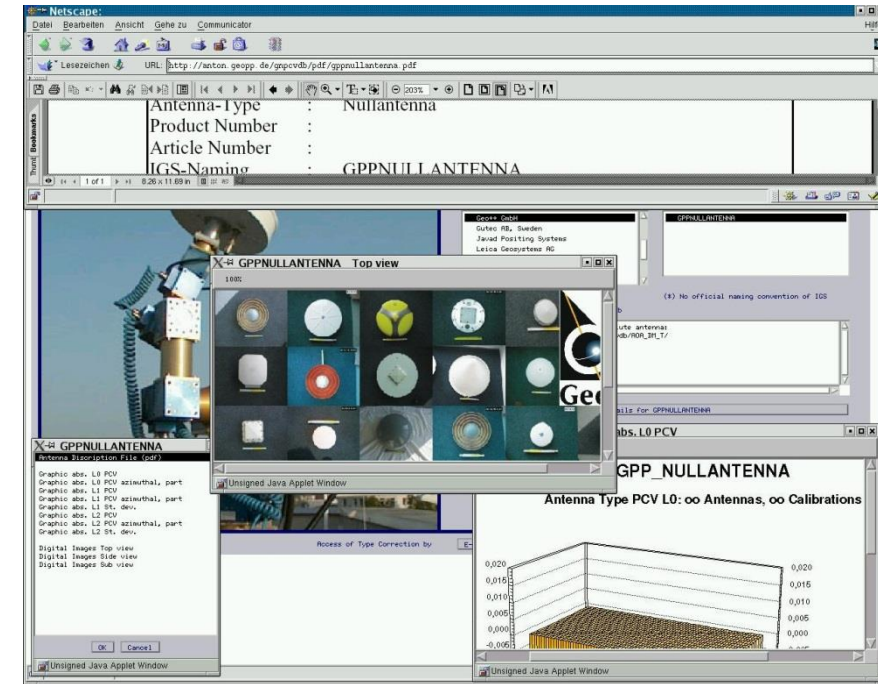 Netscape:
Datei Bearbeiten Ansicht Gehe zu Communicator
Lesezeichen URL: http://anton.geopp.de/gnpcvdb/pdf/gppnullantenna.pdf
203%
Antenna-Type : Nullantenna
Product Number :
Article Number :
IGS-Naming : GPPNULLANTENNA
Bookmarks
1 of 1 8.26 x 11.69 in
Geo++ GmbH
Gutec AB, Sweden
Javad Positing Systems
Leica Geosystems AG
GPPNULLANTENNA
(*) No official naming convention of IGS
GPPNULLANTENNA Top view
100%
Geo
Unsigned Java Applet Window
lute antennas
vdb/AOA_DM_T/
ails for GPPNULLANTENNA
GPPNULLANTENNA
Antenna Discription File (pdf)
Graphic abs. L0 PCV
Graphic abs. L0 PCV azimuthal, part
Graphic abs. L1 PCV
Graphic abs. L1 PCV azimuthal, part
Graphic abs. L1 St. dev.
Graphic abs. L2 PCV
Graphic abs. L2 PCV azimuthal, part
Graphic abs. L2 St. dev.
Digital Images Top view
Digital Images Side view
Digital Images Sub view
OK Cancel
Unsigned Java Applet Window
Access of Type Correction by E-
abs. L0 PCV
GPP_NULLANTENNA
Antenna Type PCV L0: oo Antennas, oo Calibrations
0,020 0,020
0,015 0,015
0,010 0,010
0,005 0,005
0,000 0,000
-0,005
Unsigned Java Applet Window